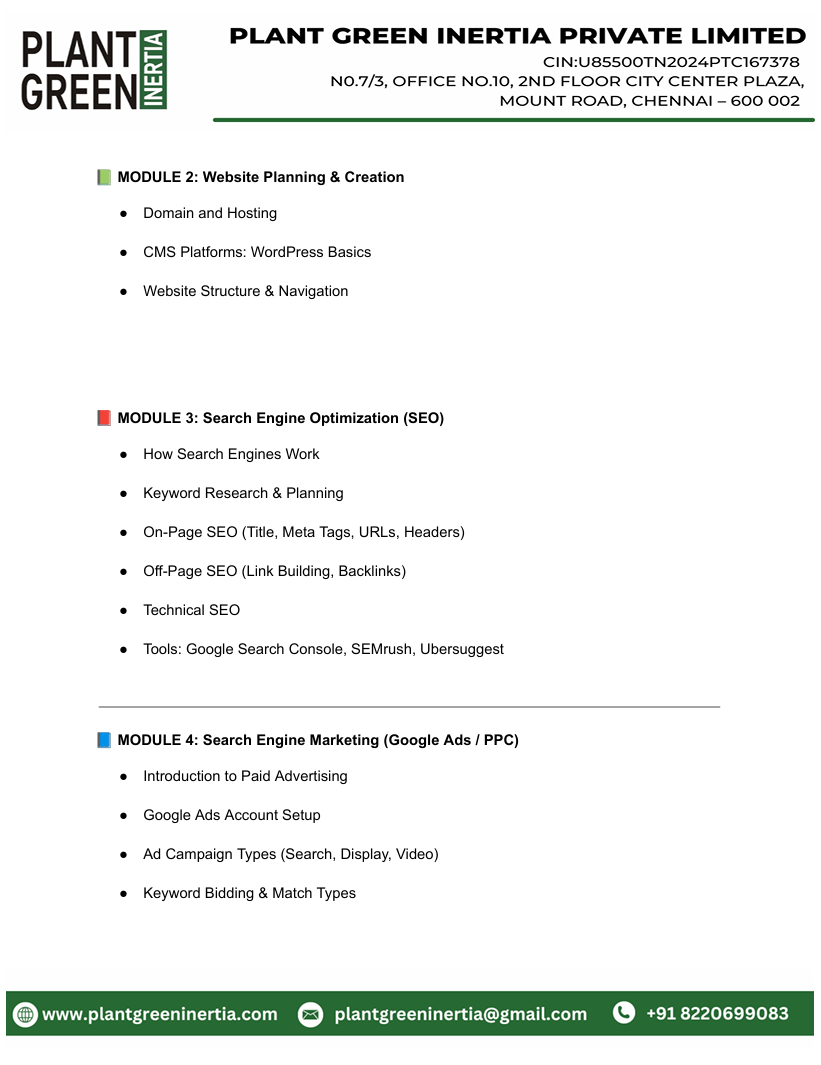 PLANT
GREEN
INERTIA
PLANT GREEN INERTIA PRIVATE LIMITED
CIN:U85500TN2024PTC167378
N0.7/3, OFFICE NO.10, 2ND FLOOR CITY CENTER PLAZA,
MOUNT ROAD, CHENNAI – 600 002
📗 MODULE 2: Website Planning & Creation
● Domain and Hosting
● CMS Platforms: WordPress Basics
● Website Structure & Navigation
📕 MODULE 3: Search Engine Optimization (SEO)
● How Search Engines Work
● Keyword Research & Planning
● On-Page SEO (Title, Meta Tags, URLs, Headers)
● Off-Page SEO (Link Building, Backlinks)
● Technical SEO
● Tools: Google Search Console, SEMrush, Ubersuggest
📘 MODULE 4: Search Engine Marketing (Google Ads / PPC)
● Introduction to Paid Advertising
● Google Ads Account Setup
● Ad Campaign Types (Search, Display, Video)
● Keyword Bidding & Match Types
www.plantgreeninertia.com plantgreeninertia@gmail.com +91 8220699083